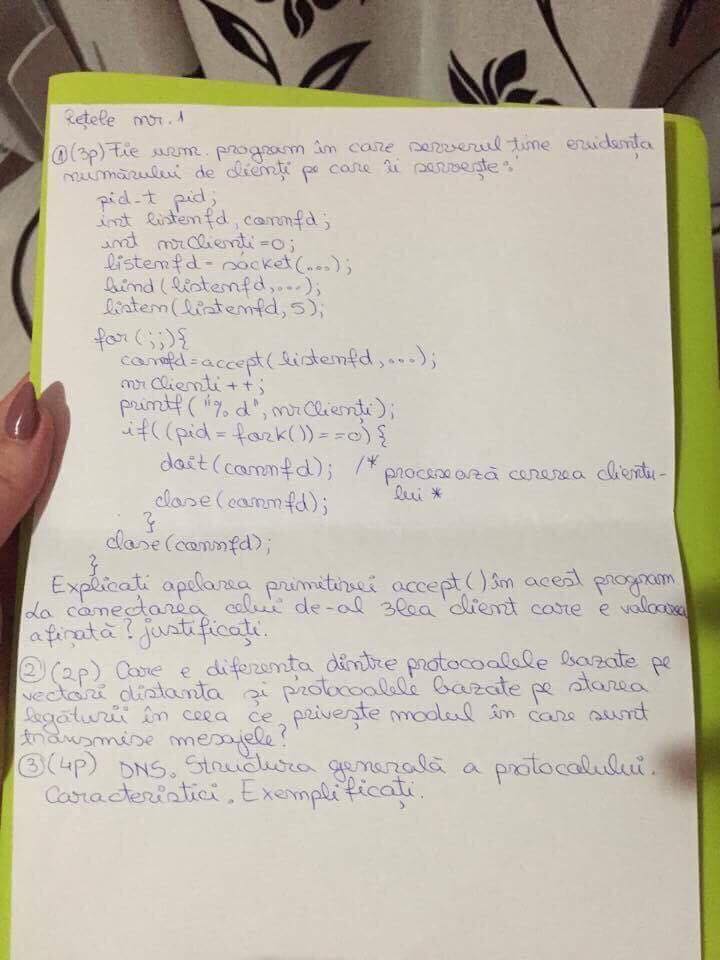 Rețele nr. 1
① (3p) Fie urm. program în care serverul ține evidența
numărului de clienți pe care îi servește:
pid_t pid;
int listenfd, connfd;
int nrClienti=0;
listenfd = socket(...);
bind(listenfd,...);
listen(listenfd, 5);
for(;;){
connfd=accept(listenfd,...);
nrClienti++;
printf("%d", nrClienți);
if((pid=fork())==0){
doit(connfd); /* procesează cererea clientu-
lui *
close(connfd);
}
close(connfd);
}
Explicati apelarea primitivei accept() în acest program
La conectarea celui de-al 3lea client care e valoarea
afișată? justificați.
② (2p) Care e diferența dintre protocoalele bazate pe
vectori distanta și protocoalele bazate pe starea
legăturii în ceea ce privește modul în care sunt
transmise mesajele?
③ (4p) DNS. Structura generală a protocolului.
Caracteristici. Exemplificați.